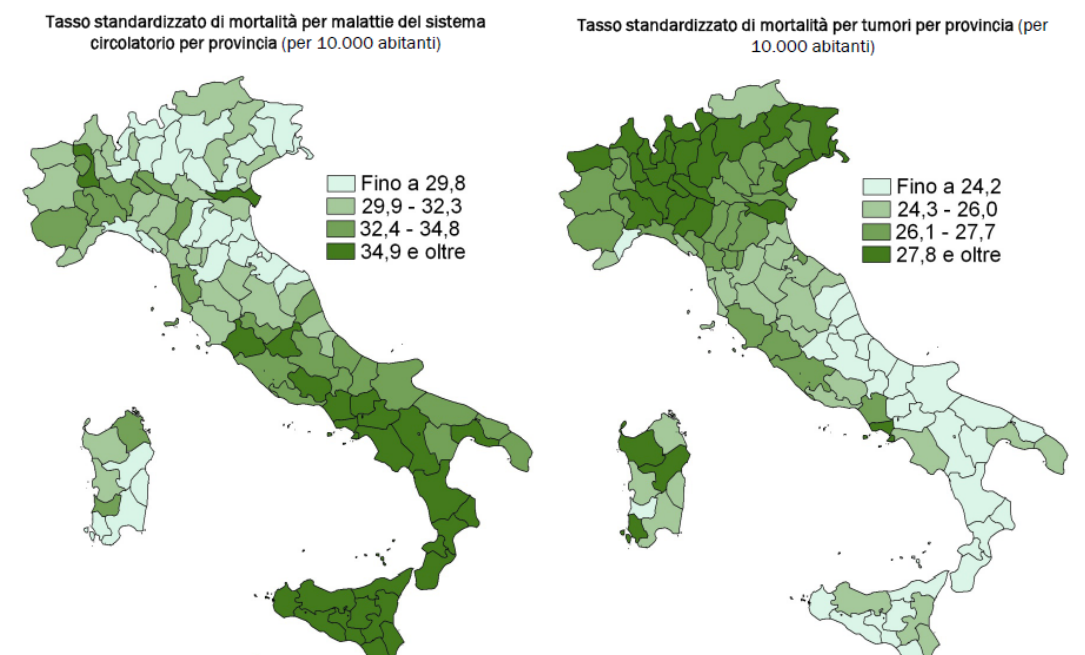 Tasso standardizzato di mortalità per malattie del sistema
circolatorio per provincia (per 10.000 abitanti)
Fino a 29,8
29,9 - 32,3
32,4 - 34,8
34,9 e oltre
Tasso standardizzato di mortalità per tumori per provincia (per
10.000 abitanti)
Fino a 24,2
24,3 - 26,0
26,1 - 27,7
27,8 e oltre